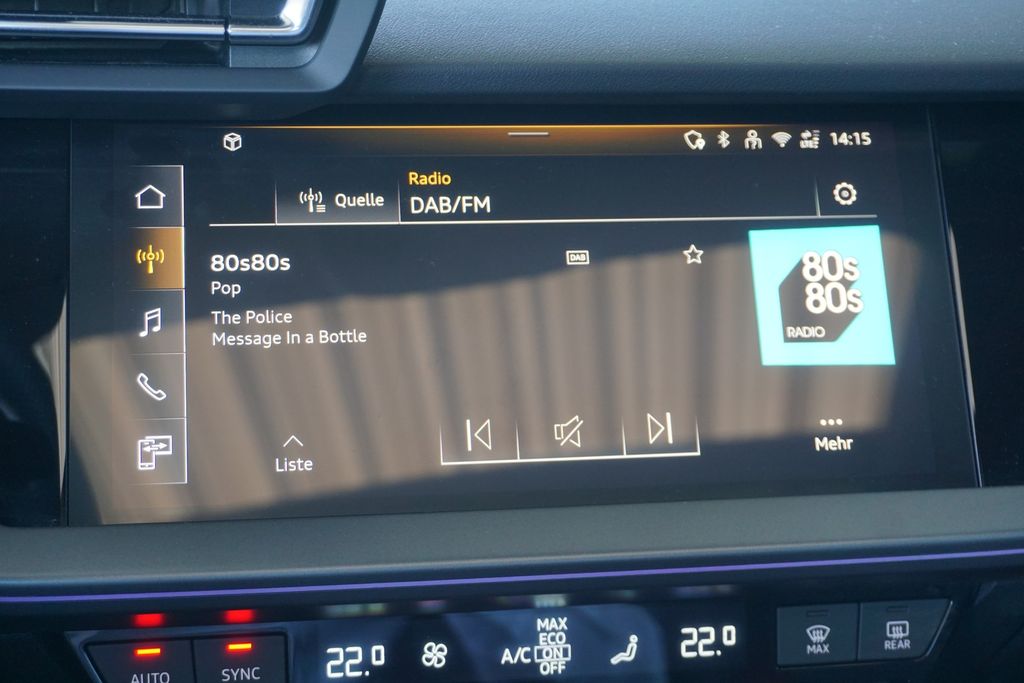 LTE
14:15
Radio
Quelle
DAB/FM
80s80s
DAB
Pop
The Police
Message In a Bottle
80s
80s
RADIO
Liste
Mehr
22.0
A/C
MAX
ECO
ON
OFF
22.0
AUTO
SYNC
MAX
REAR